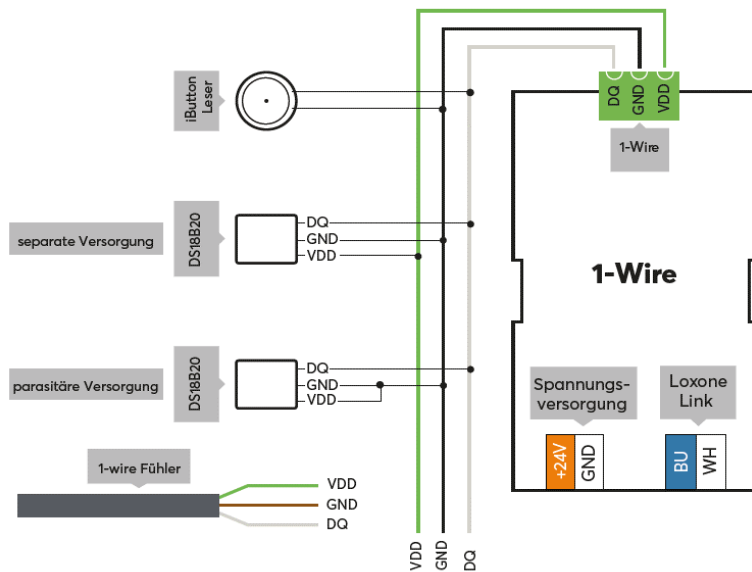 iButton
Leser
DQ
GND
VDD
1-Wire
separate Versorgung
DS18B20
DQ
GND
VDD
1-Wire
parasitäre Versorgung
DS18B20
DQ
GND
VDD
Spannungs-
versorgung
Loxone
Link
+24V
GND
BU
WH
1-wire Fühler
VDD
GND
DQ
VDD
GND
DQ